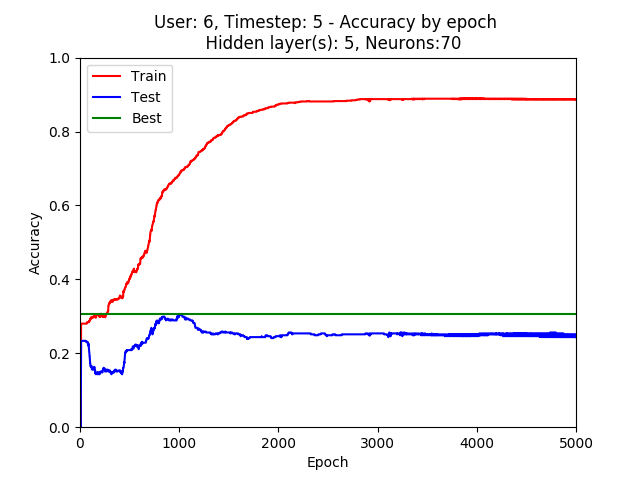 User: 6, Timestep: 5 - Accuracy by epoch
Hidden layer(s): 5, Neurons:70
Train
Test
Best
1.0
0.8
0.6
0.4
0.2
0.0
Accuracy
0 1000 2000 3000 4000 5000
Epoch